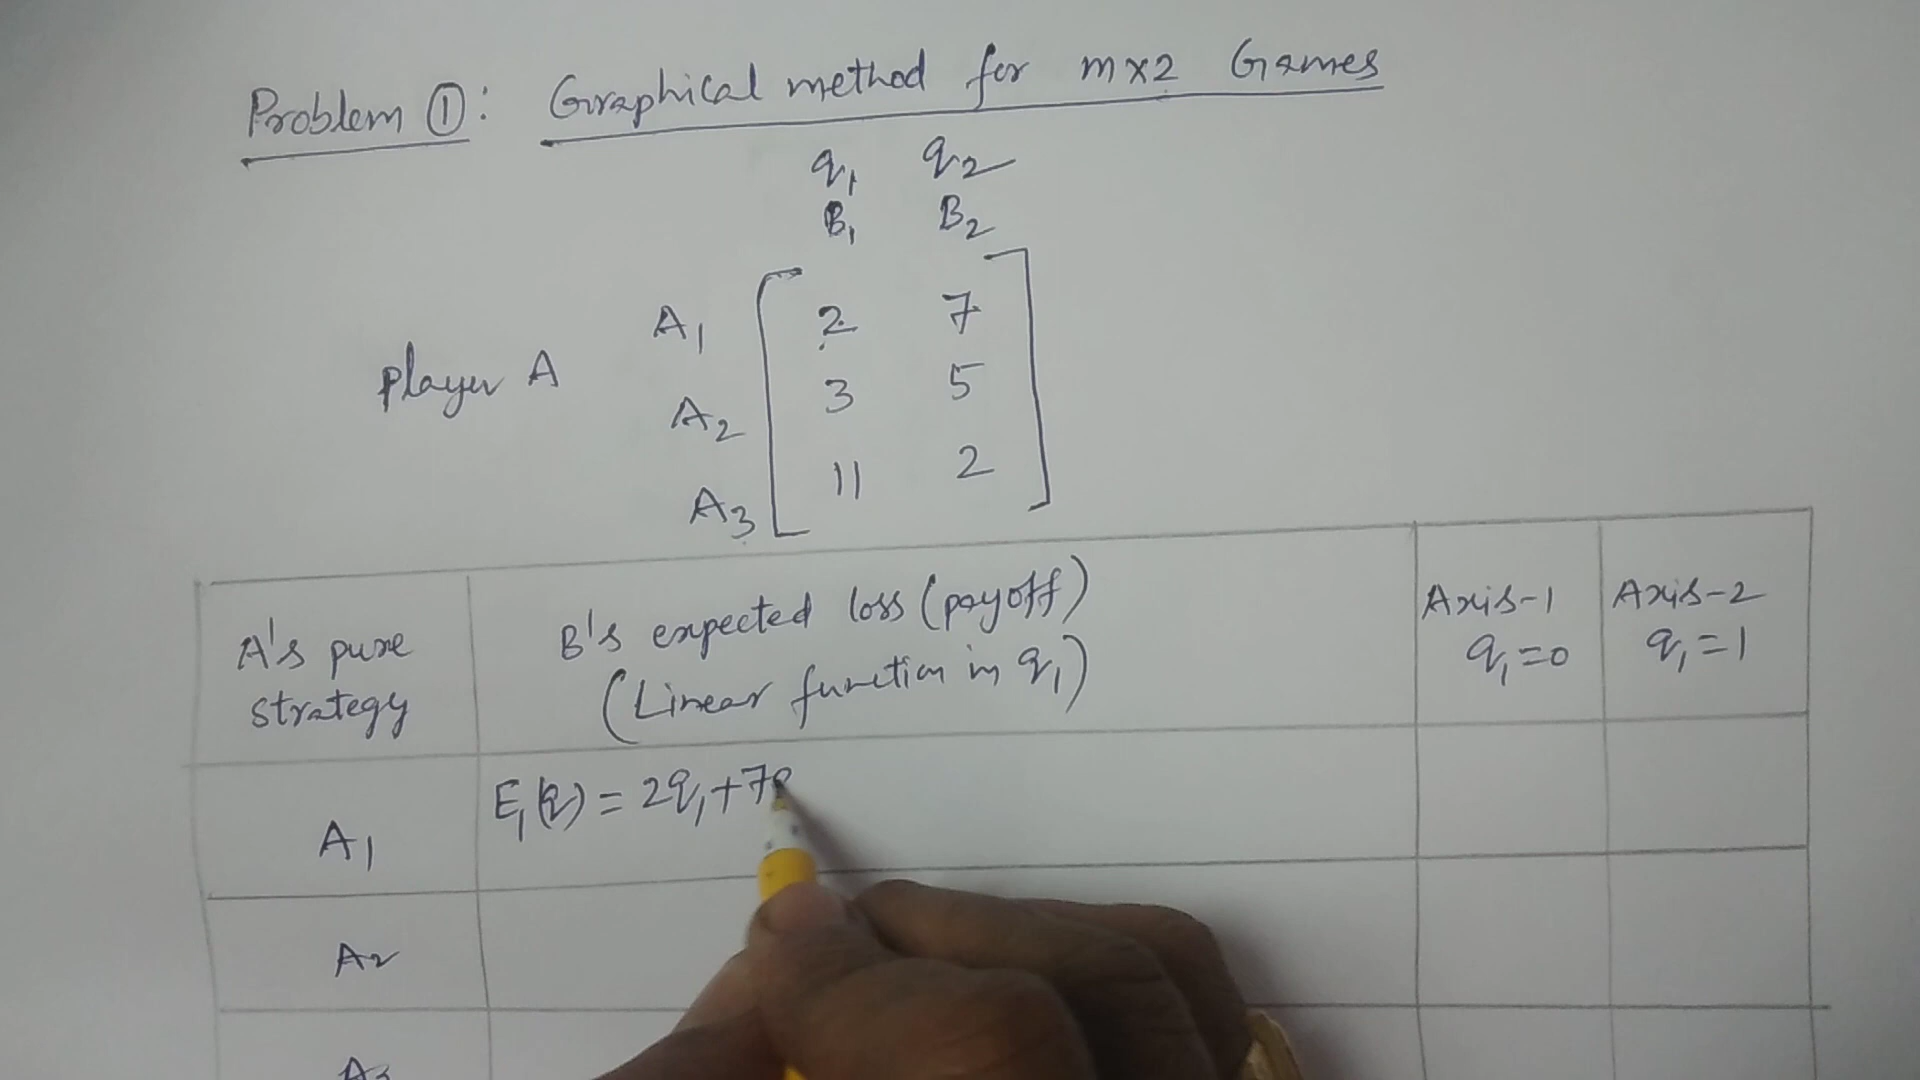 Problem ①: Graphical method for m×2 Games
q₁ q₂
B₁ B₂
A₁ 2 7
Player A
A₂ 3 5
A₃ 11 2
A's pure strategy
B's expected loss (payoff)
(Linear function in q₁)
Axis-1
q₁=0
Axis-2
q₁=1
A₁
E₁(q) = 2q₁+7q
A₂
A₃